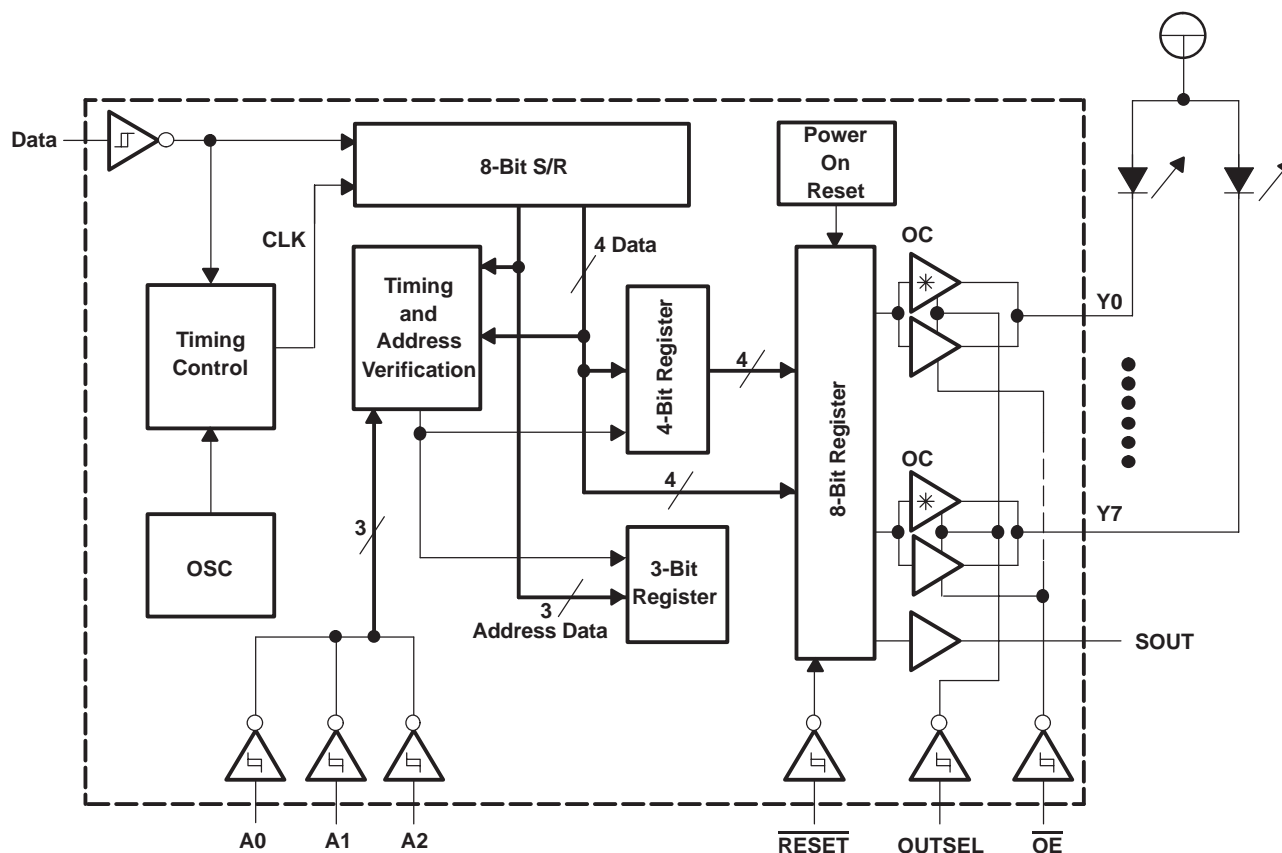 Data
8-Bit S/R
Power
On
Reset
CLK
4 Data
OC
Timing
and
Address
Verification
Timing
Control
4-Bit Register
4
8-Bit Register
Y0
OC
4
3
Y7
OSC
3-Bit
Register
3
Address Data
SOUT
A0
A1
A2
RESET
OUTSEL
OE